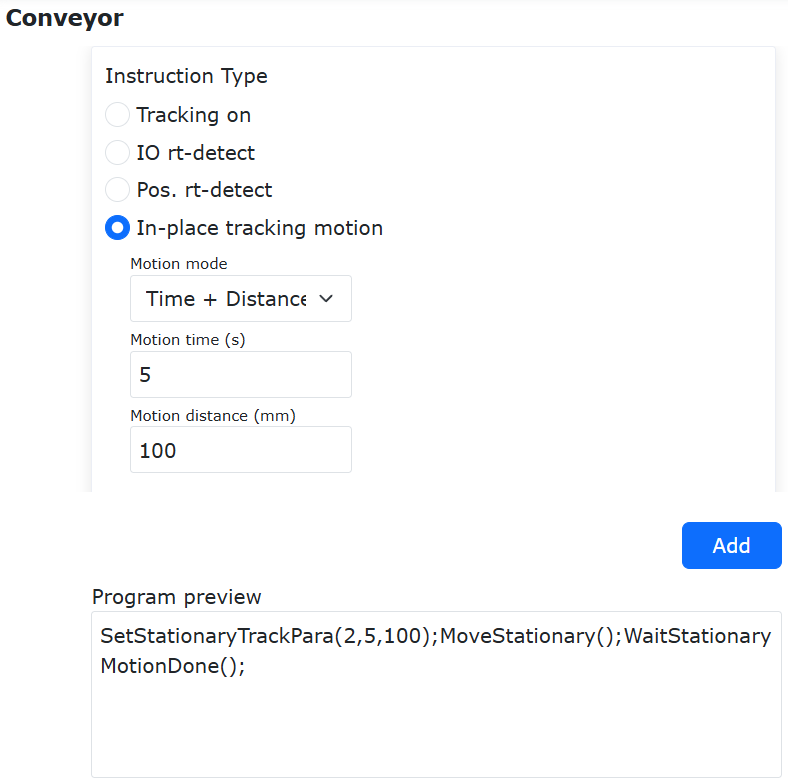 Conveyor
Instruction Type
Tracking on
IO rt-detect
Pos. rt-detect
In-place tracking motion
Motion mode
Time + Distance
Motion time (s)
5
Motion distance (mm)
100
Add
Program preview
SetStationaryTrackPara(2,5,100);MoveStationary();WaitStationary
MotionDone();